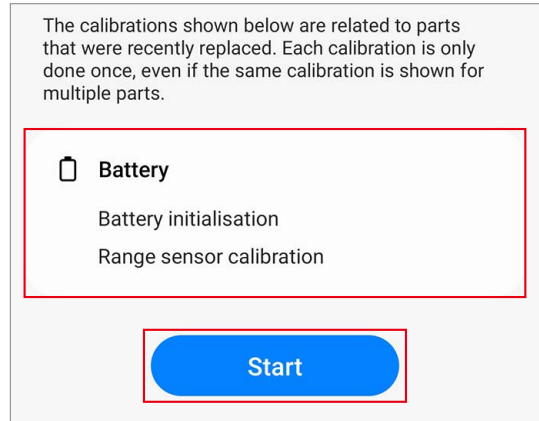 The calibrations shown below are related to parts
that were recently replaced. Each calibration is only
done once, even if the same calibration is shown for
multiple parts.
Battery
Battery initialisation
Range sensor calibration
Start